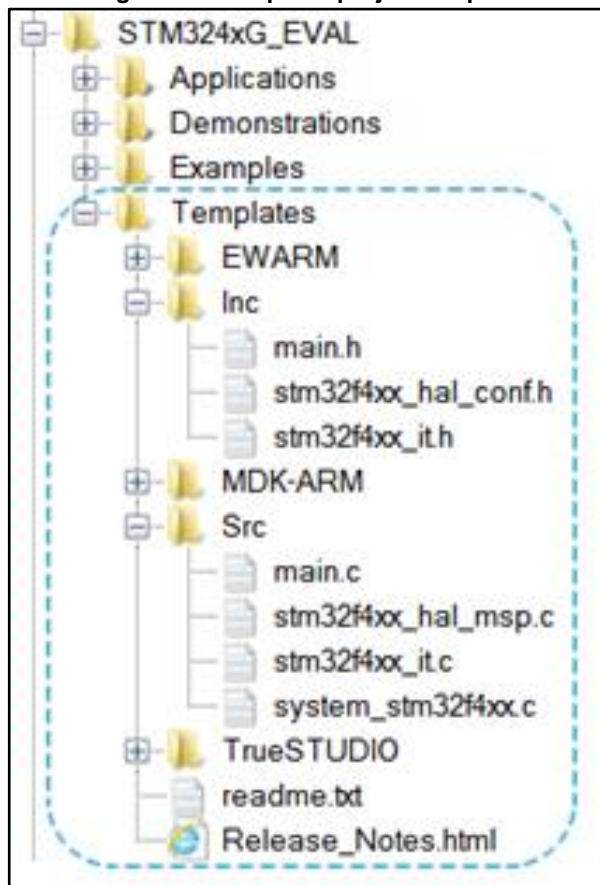 STM324xG_EVAL
Applications
Demonstrations
Examples
Templates
EWARM
Inc
main.h
stm32f4xx_hal_conf.h
stm32f4xx_it.h
MDK-ARM
Src
main.c
stm32f4xx_hal_msp.c
stm32f4xx_it.c
system_stm32f4xx.c
TrueSTUDIO
readme.txt
Release_Notes.html